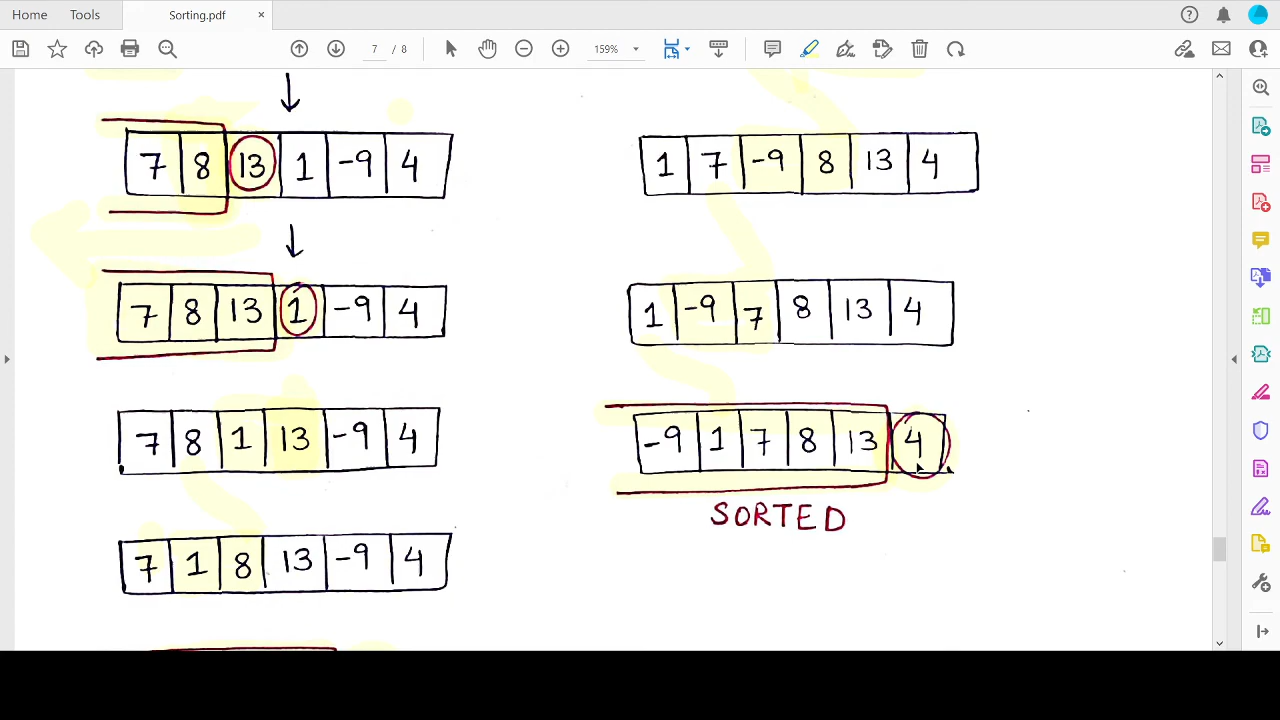 Home Tools Sorting.pdf ×
7 / 8 159%
7 8 13 1 -9 4
7 8 13 1 -9 4
7 8 1 13 -9 4
7 1 8 13 -9 4
1 7 -9 8 13 4
1 -9 7 8 13 4
-9 1 7 8 13 4
SORTED